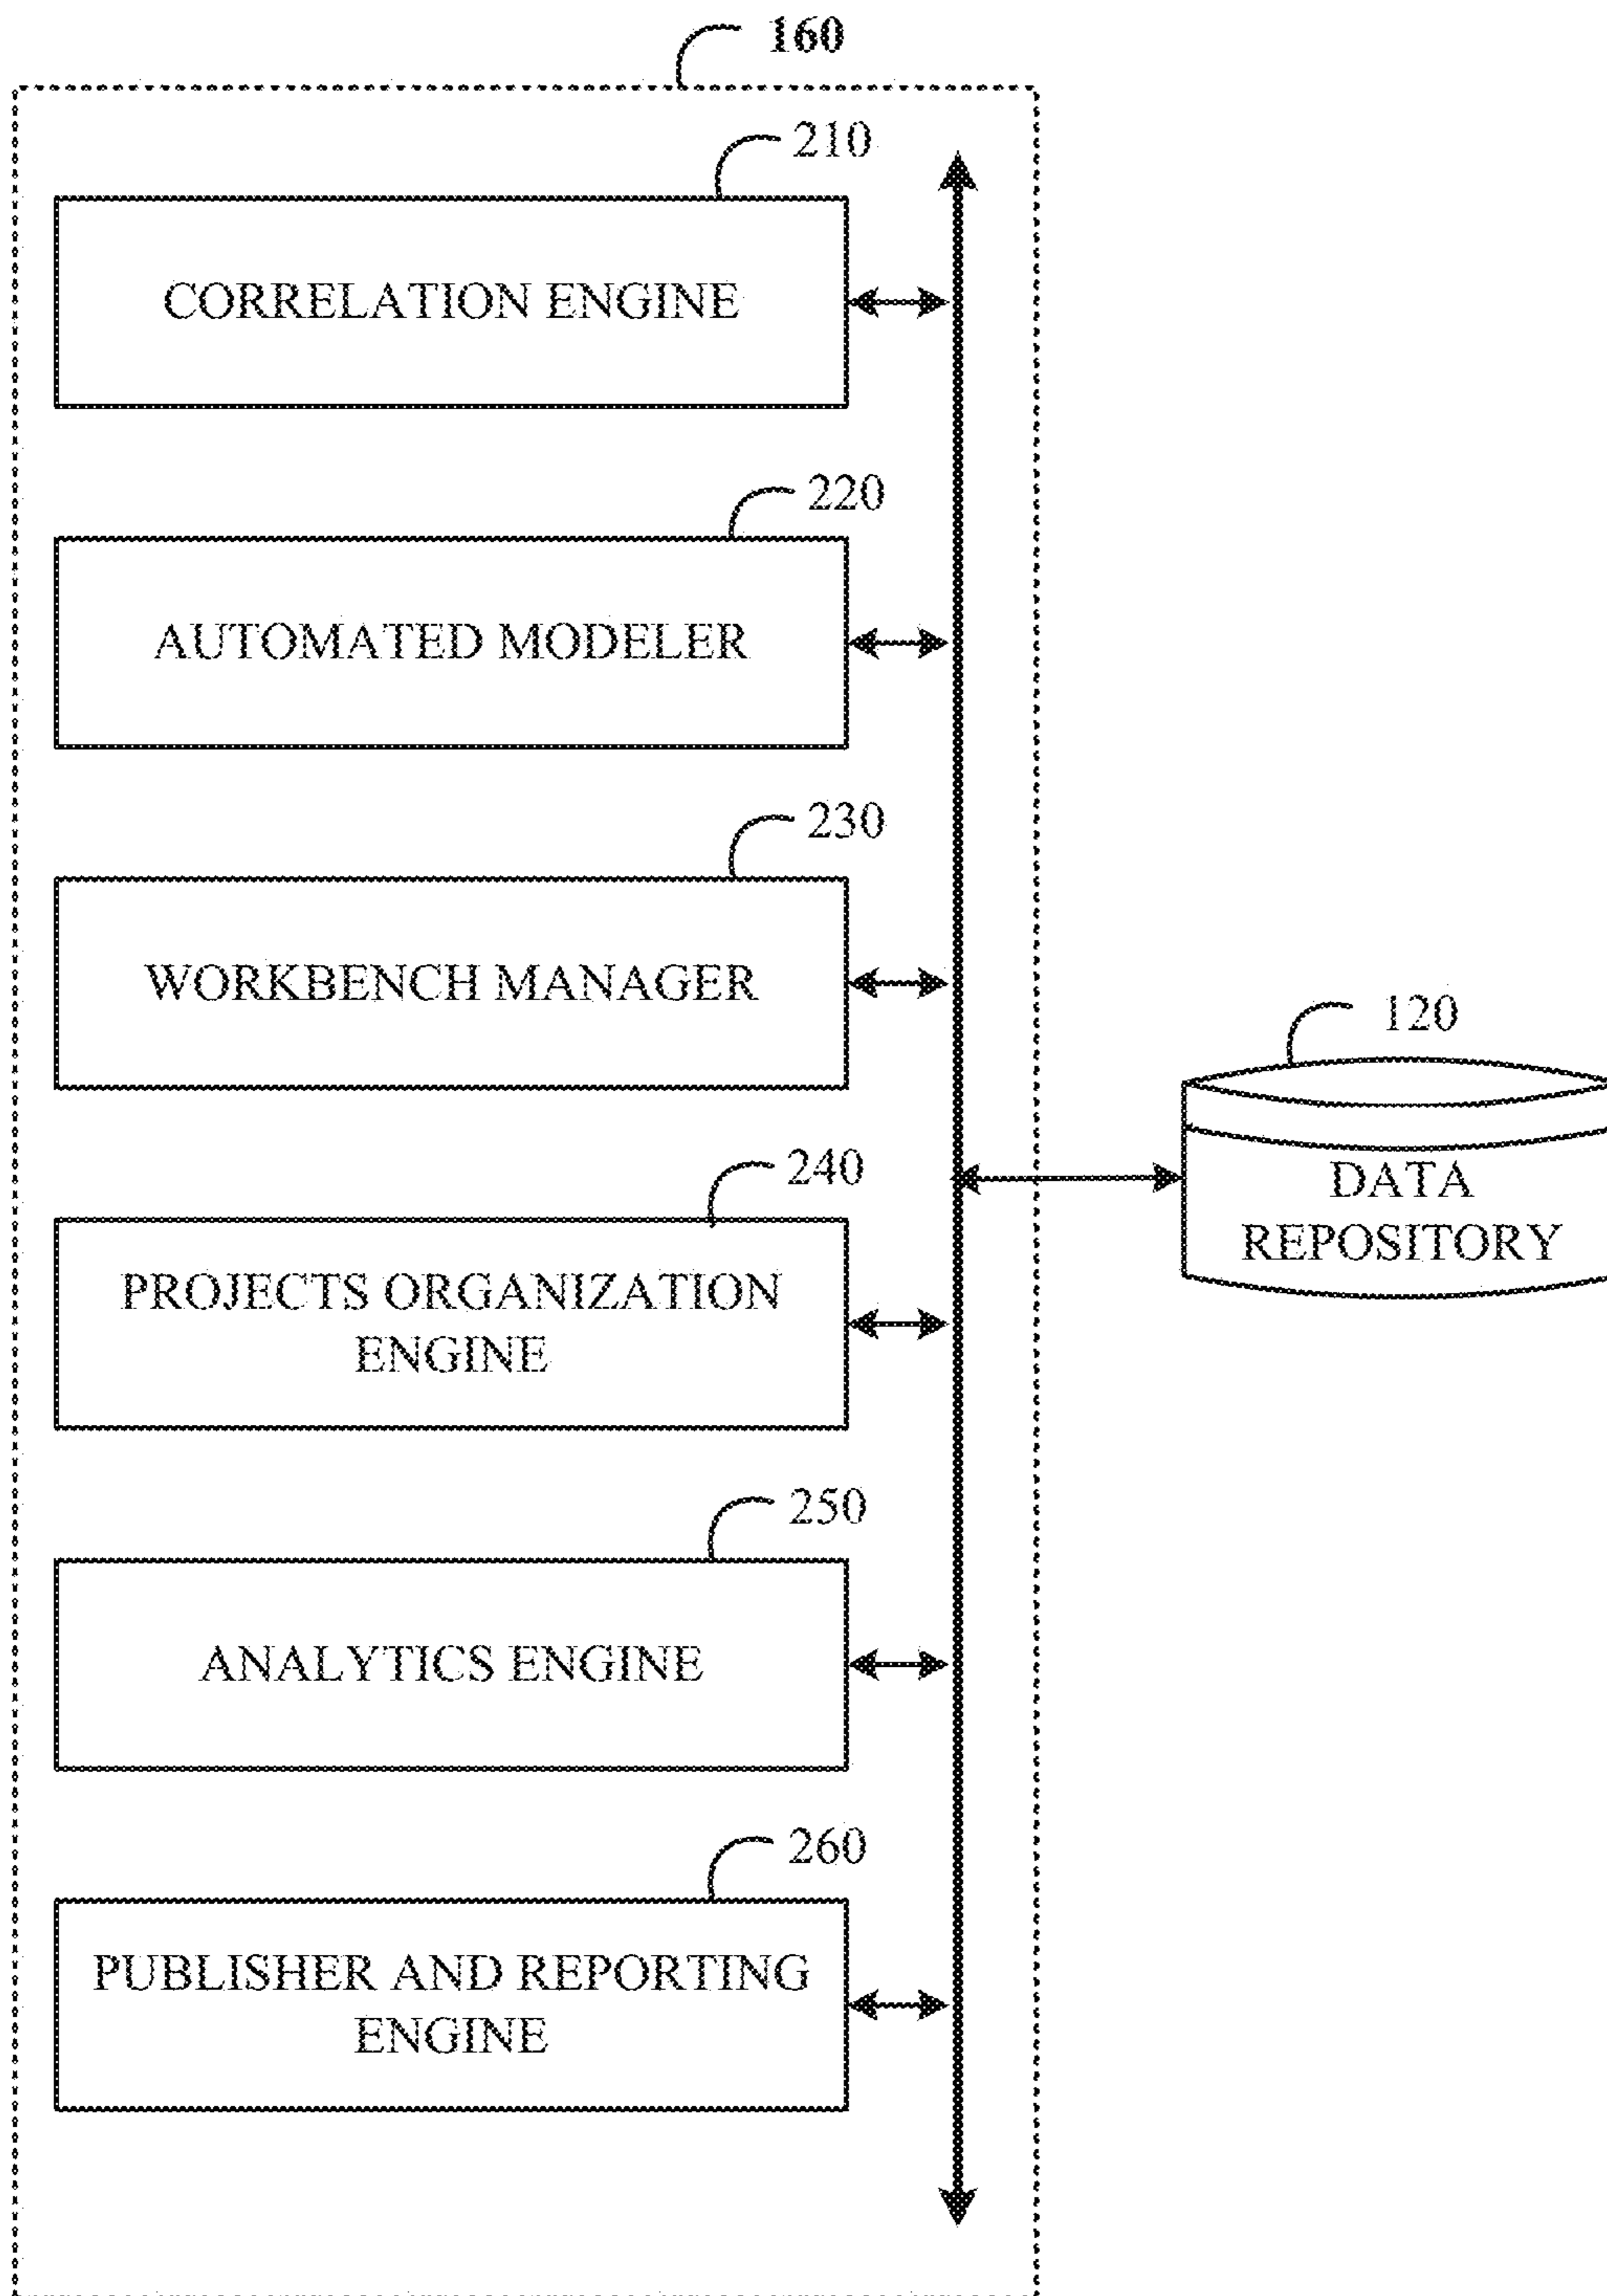 160
210
CORRELATION ENGINE
220
AUTOMATED MODELER
230
WORKBENCH MANAGER
120
DATA
REPOSITORY
240
PROJECTS ORGANIZATION
ENGINE
250
ANALYTICS ENGINE
260
PUBLISHER AND REPORTING
ENGINE